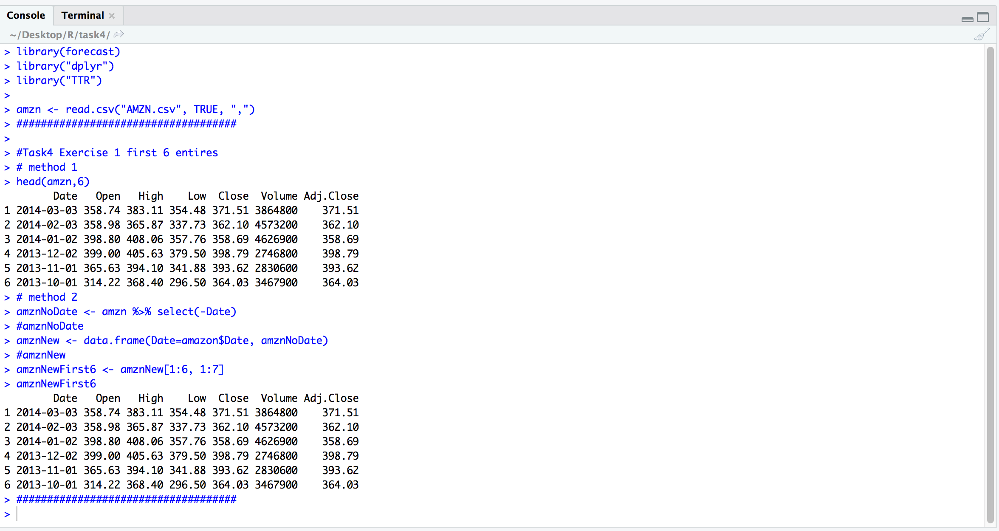 Console Terminal
~/Desktop/R/task4/
> library(forecast)
> library("dplyr")
> library("TTR")
>
> amzn <- read.csv("AMZN.csv", TRUE, ",")
> ####################################
>
> #Task4 Exercise 1 first 6 entires
> # method 1
> head(amzn,6)
        Date   Open   High    Low  Close  Volume Adj.Close
1 2014-03-03 358.74 383.11 354.48 371.51 3864800    371.51
2 2014-02-03 358.98 365.87 337.73 362.10 4573200    362.10
3 2014-01-02 398.80 408.06 357.76 358.69 4626900    358.69
4 2013-12-02 399.00 405.63 379.50 398.79 2746800    398.79
5 2013-11-01 365.63 394.10 341.88 393.62 2830600    393.62
6 2013-10-01 314.22 368.40 296.50 364.03 3467900    364.03
> # method 2
> amznNoDate <- amzn %>% select(-Date)
> #amznNoDate
> amznNew <- data.frame(Date=amazon$Date, amznNoDate)
> #amznNew
> amznNewFirst6 <- amznNew[1:6, 1:7]
> amznNewFirst6
        Date   Open   High    Low  Close  Volume Adj.Close
1 2014-03-03 358.74 383.11 354.48 371.51 3864800    371.51
2 2014-02-03 358.98 365.87 337.73 362.10 4573200    362.10
3 2014-01-02 398.80 408.06 357.76 358.69 4626900    358.69
4 2013-12-02 399.00 405.63 379.50 398.79 2746800    398.79
5 2013-11-01 365.63 394.10 341.88 393.62 2830600    393.62
6 2013-10-01 314.22 368.40 296.50 364.03 3467900    364.03
> ####################################
>